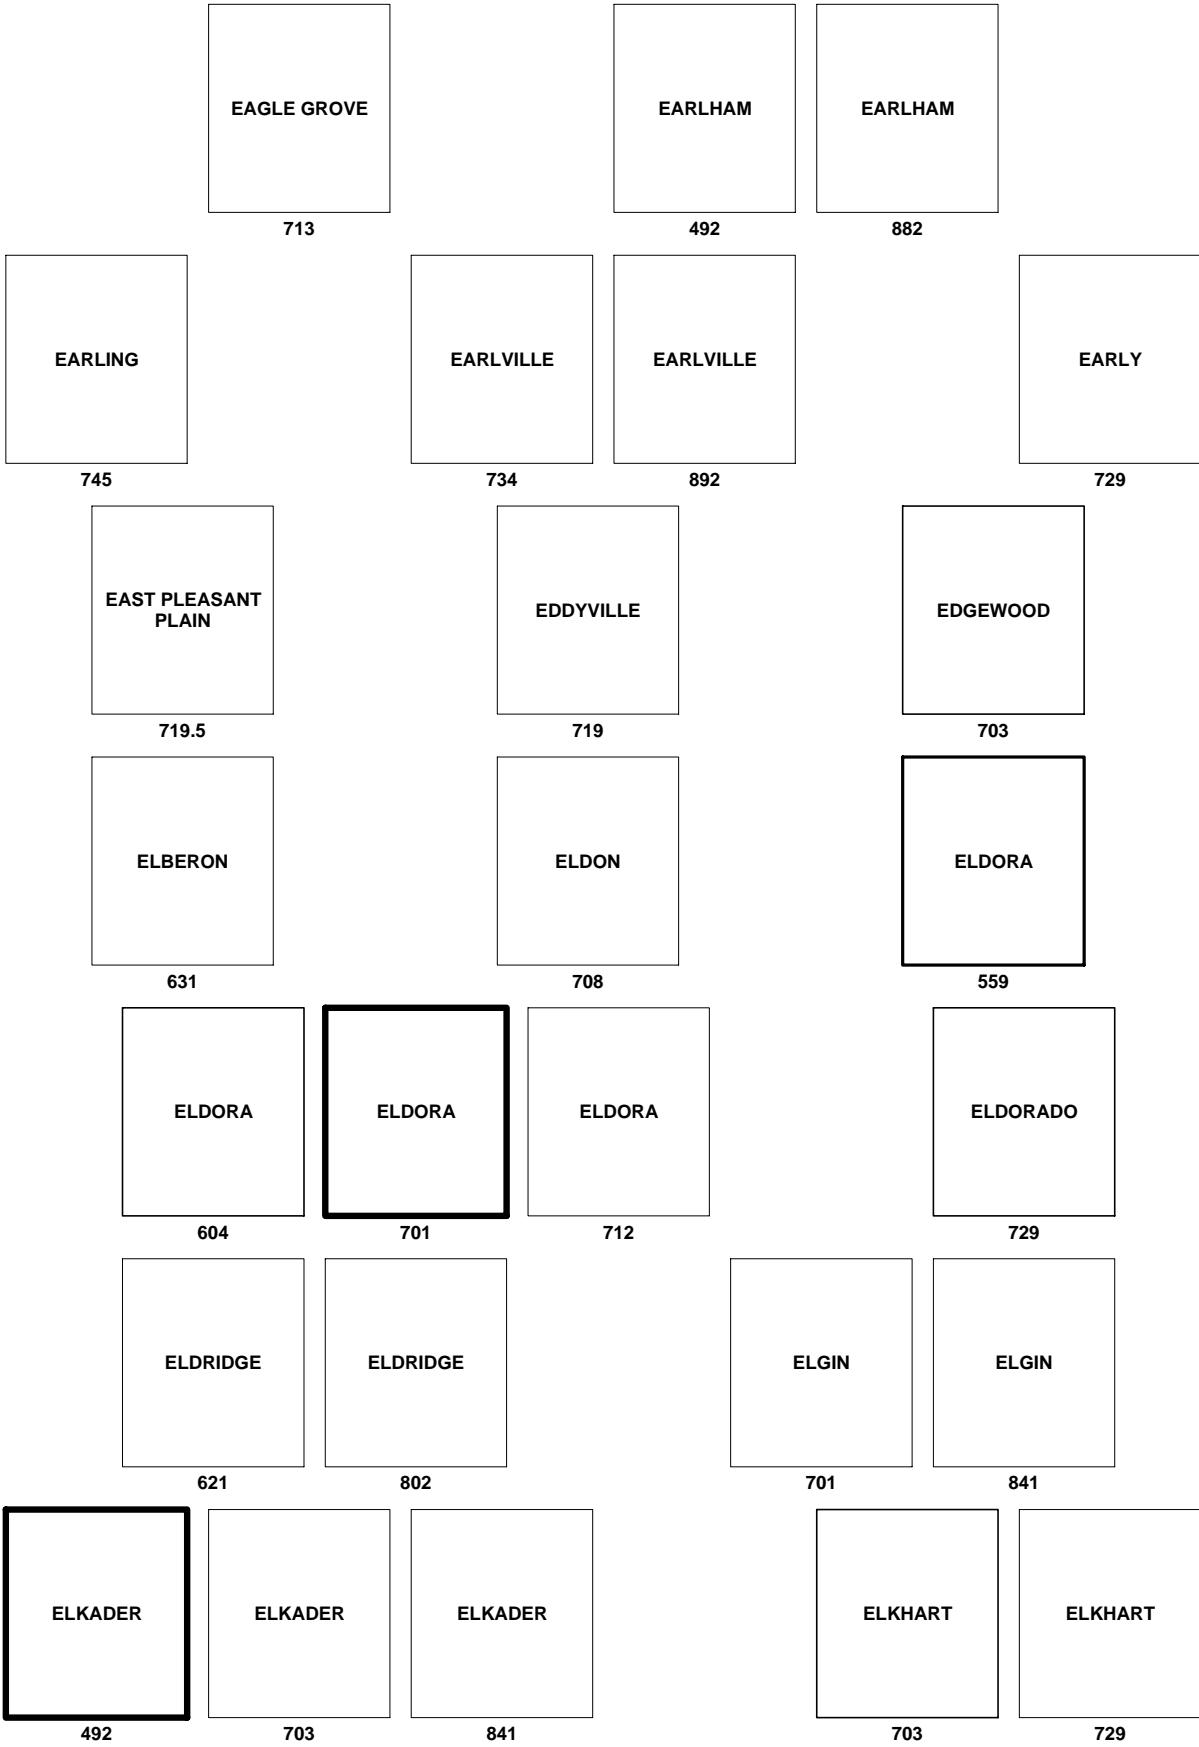 EAGLE GROVE
713
EARLHAM
492
EARLHAM
882
EARLING
745
EARLVILLE
734
EARLVILLE
892
EARLY
729
EAST PLEASANT
PLAIN
719.5
EDDYVILLE
719
EDGEWOOD
703
ELBERON
631
ELDON
708
ELDORA
559
ELDORA
604
ELDORA
701
ELDORA
712
ELDORADO
729
ELDRIDGE
621
ELDRIDGE
802
ELGIN
701
ELGIN
841
ELKADER
492
ELKADER
703
ELKADER
841
ELKHART
703
ELKHART
729